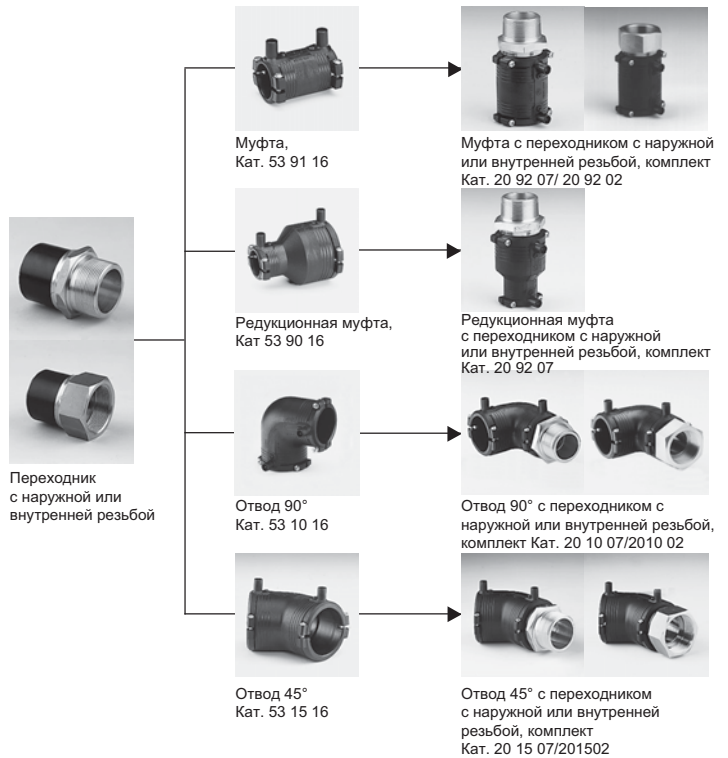 Муфта,
Кат. 53 91 16
Муфта с переходником с наружной
или внутренней резьбой, комплект
Кат. 20 92 07/ 20 92 02
Редукционная муфта,
Кат 53 90 16
Редукционная муфта
с переходником с наружной
или внутренней резьбой, комплект
Кат. 20 92 07
Переходник
с наружной или
внутренней резьбой
Отвод 90°
Кат. 53 10 16
Отвод 90° с переходником с
наружной или внутренней резьбой,
комплект Кат. 20 10 07/2010 02
Отвод 45°
Кат. 53 15 16
Отвод 45° с переходником
с наружной или внутренней
резьбой, комплект
Кат. 20 15 07/201502